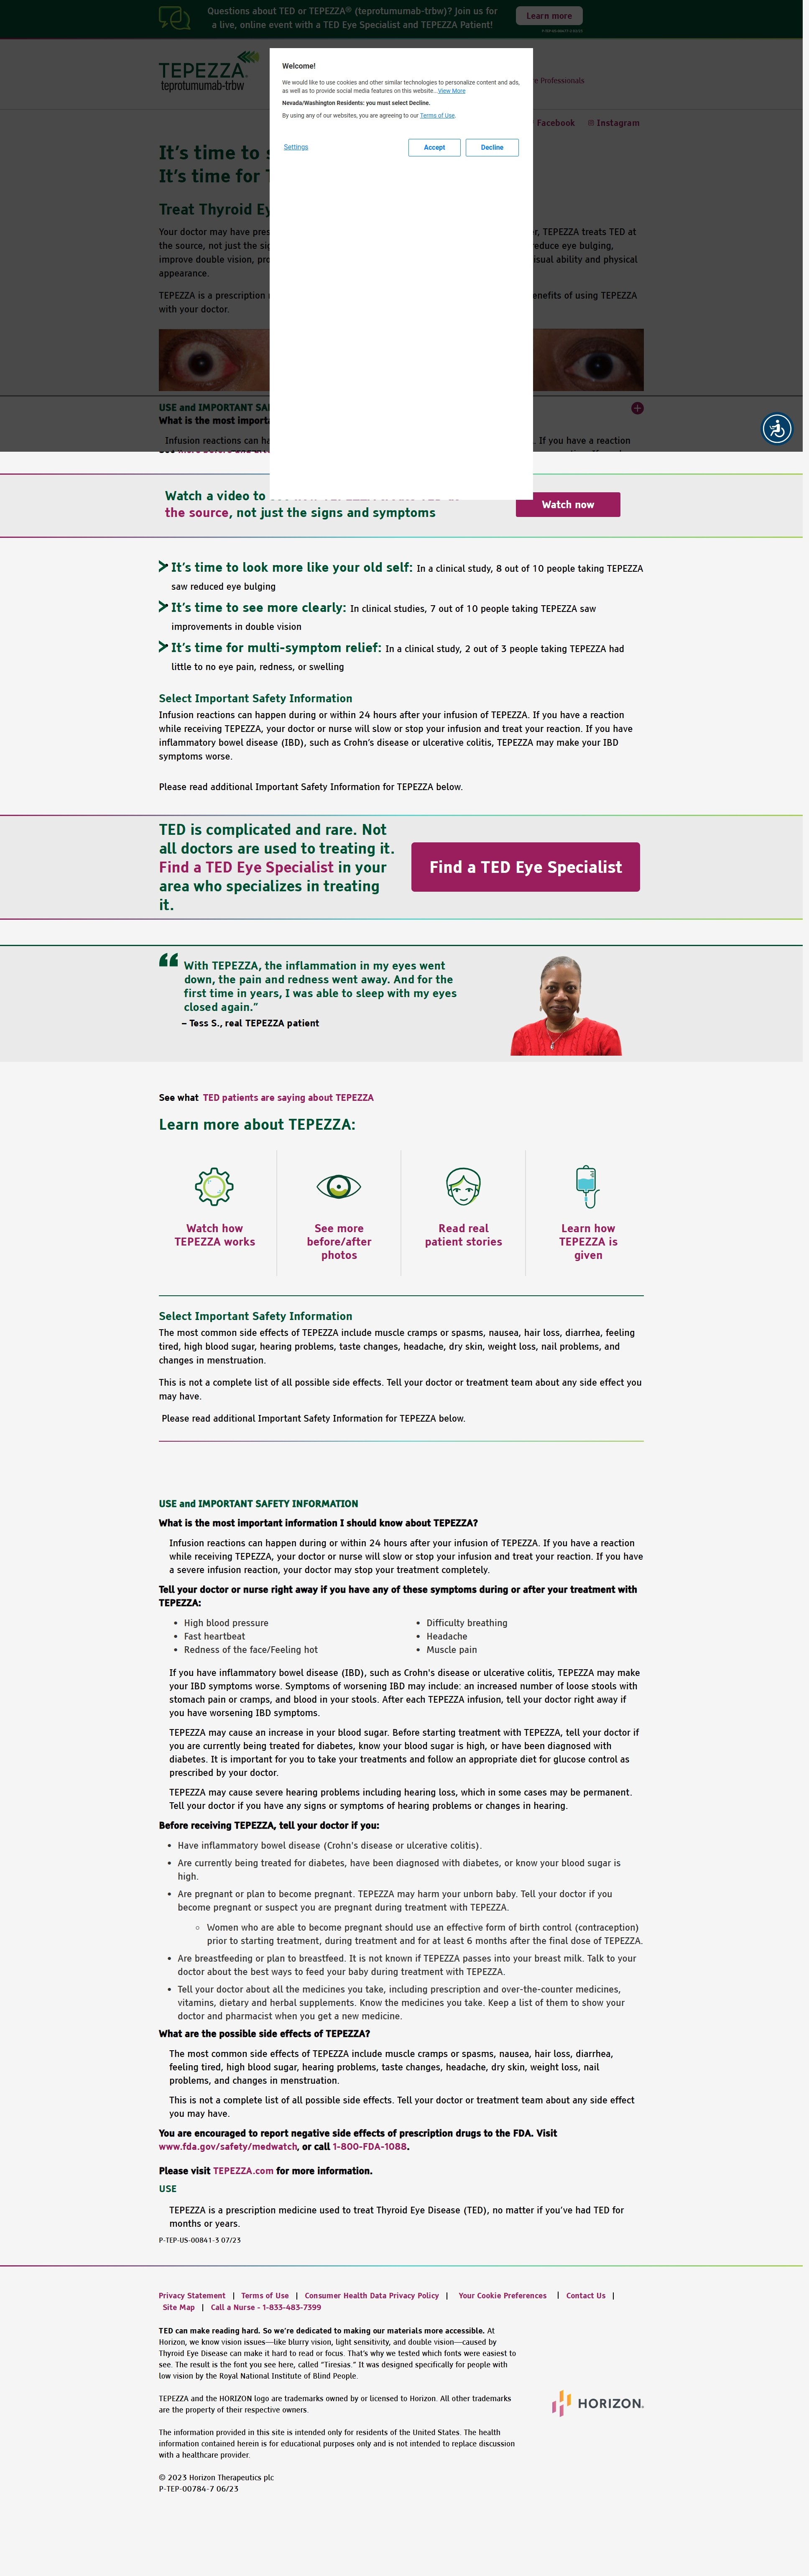 Questions about TED or TEPEZZA® (teprotumumab-trbw)? Join us for
a live, online event with a TED Eye Specialist and TEPEZZA Patient!
Learn more
TEPEZZA
teprotumumab-trbw
Professionals
Facebook
Instagram
Welcome!
We would like to use cookies and other similar technologies to personalize content and ads,
as well as to provide social media features on this website...View More
Nevada/Washington Residents: you must select Decline.
By using any of our websites, you are agreeing to our Terms of Use.
Settings
Accept
Decline
It's time to
It's time for
Treat Thyroid
Your doctor may have
TEPEZZA treats TED at
the source, not just the
reduce eye bulging,
improve double vision,
visual ability and physical
appearance.
TEPEZZA is a prescription
benefits of using TEPEZZA
with your doctor.
USE and IMPORTANT
What is the most
Infusion reactions can
If you have a reaction
Watch a video to
the source, not just the signs and symptoms
Watch now
It's time to look more like your old self: In a clinical study, 8 out of 10 people taking TEPEZZA
saw reduced eye bulging
It's time to see more clearly: In clinical studies, 7 out of 10 people taking TEPEZZA saw
improvements in double vision
It's time for multi-symptom relief: In a clinical study, 2 out of 3 people taking TEPEZZA had
little to no eye pain, redness, or swelling
Select Important Safety Information
Infusion reactions can happen during or within 24 hours after your infusion of TEPEZZA. If you have a reaction
while receiving TEPEZZA, your doctor or nurse will slow or stop your infusion and treat your reaction. If you have
inflammatory bowel disease (IBD), such as Crohn's disease or ulcerative colitis, TEPEZZA may make your IBD
symptoms worse.
Please read additional Important Safety Information for TEPEZZA below.
TED is complicated and rare. Not
all doctors are used to treating it.
Find a TED Eye Specialist in your
area who specializes in treating
it.
Find a TED Eye Specialist
“ With TEPEZZA, the inflammation in my eyes went
down, the pain and redness went away. And for the
first time in years, I was able to sleep with my eyes
closed again.”
– Tess S., real TEPEZZA patient
See what TED patients are saying about TEPEZZA
Learn more about TEPEZZA:
Watch how
TEPEZZA works
See more
before/after
photos
Read real
patient stories
Learn how
TEPEZZA is
given
Select Important Safety Information
The most common side effects of TEPEZZA include muscle cramps or spasms, nausea, hair loss, diarrhea, feeling
tired, high blood sugar, hearing problems, taste changes, headache, dry skin, weight loss, nail problems, and
changes in menstruation.
This is not a complete list of all possible side effects. Tell your doctor or treatment team about any side effect you
may have.
Please read additional Important Safety Information for TEPEZZA below.
USE and IMPORTANT SAFETY INFORMATION
What is the most important information I should know about TEPEZZA?
Infusion reactions can happen during or within 24 hours after your infusion of TEPEZZA. If you have a reaction
while receiving TEPEZZA, your doctor or nurse will slow or stop your infusion and treat your reaction. If you have
a severe infusion reaction, your doctor may stop your treatment completely.
Tell your doctor or nurse right away if you have any of these symptoms during or after your treatment with
TEPEZZA:
• High blood pressure
• Fast heartbeat
• Redness of the face/Feeling hot
• Difficulty breathing
• Headache
• Muscle pain
If you have inflammatory bowel disease (IBD), such as Crohn's disease or ulcerative colitis, TEPEZZA may make
your IBD symptoms worse. Symptoms of worsening IBD may include: an increased number of loose stools with
stomach pain or cramps, and blood in your stools. After each TEPEZZA infusion, tell your doctor right away if
you have worsening IBD symptoms.
TEPEZZA may cause an increase in your blood sugar. Before starting treatment with TEPEZZA, tell your doctor if
you are currently being treated for diabetes, know your blood sugar is high, or have been diagnosed with
diabetes. It is important for you to take your treatments and follow an appropriate diet for glucose control as
prescribed by your doctor.
TEPEZZA may cause severe hearing problems including hearing loss, which in some cases may be permanent.
Tell your doctor if you have any signs or symptoms of hearing problems or changes in hearing.
Before receiving TEPEZZA, tell your doctor if you:
• Have inflammatory bowel disease (Crohn's disease or ulcerative colitis).
• Are currently being treated for diabetes, have been diagnosed with diabetes, or know your blood sugar is
high.
• Are pregnant or plan to become pregnant. TEPEZZA may harm your unborn baby. Tell your doctor if you
become pregnant or suspect you are pregnant during treatment with TEPEZZA.
○ Women who are able to become pregnant should use an effective form of birth control (contraception)
prior to starting treatment, during treatment and for at least 6 months after the final dose of TEPEZZA.
• Are breastfeeding or plan to breastfeed. It is not known if TEPEZZA passes into your breast milk. Talk to your
doctor about the best ways to feed your baby during treatment with TEPEZZA.
• Tell your doctor about all the medicines you take, including prescription and over-the-counter medicines,
vitamins, dietary and herbal supplements. Know the medicines you take. Keep a list of them to show your
doctor and pharmacist when you get a new medicine.
What are the possible side effects of TEPEZZA?
The most common side effects of TEPEZZA include muscle cramps or spasms, nausea, hair loss, diarrhea,
feeling tired, high blood sugar, hearing problems, taste changes, headache, dry skin, weight loss, nail
problems, and changes in menstruation.
This is not a complete list of all possible side effects. Tell your doctor or treatment team about any side effect
you may have.
You are encouraged to report negative side effects of prescription drugs to the FDA. Visit
www.fda.gov/safety/medwatch, or call 1-800-FDA-1088.
Please visit TEPEZZA.com for more information.
USE
TEPEZZA is a prescription medicine used to treat Thyroid Eye Disease (TED), no matter if you've had TED for
months or years.
P-TEP-US-00841-3 07/23
Privacy Statement | Terms of Use | Consumer Health Data Privacy Policy | Your Cookie Preferences | Contact Us |
Site Map | Call a Nurse - 1-833-483-7399
TED can make reading hard. So we're dedicated to making our materials more accessible. At
Horizon, we know vision issues—like blurry vision, light sensitivity, and double vision—caused by
Thyroid Eye Disease can make it hard to read or focus. That's why we tested which fonts were easiest to
see. The result is the font you see here, called “Tiresias.” It was designed specifically for people with
low vision by the Royal National Institute of Blind People.
TEPEZZA and the HORIZON logo are trademarks owned by or licensed to Horizon. All other trademarks
are the property of their respective owners.
HORIZON.
The information provided in this site is intended only for residents of the United States. The health
information contained herein is for educational purposes only and is not intended to replace discussion
with a healthcare provider.
© 2023 Horizon Therapeutics plc
P-TEP-00784-7 06/23